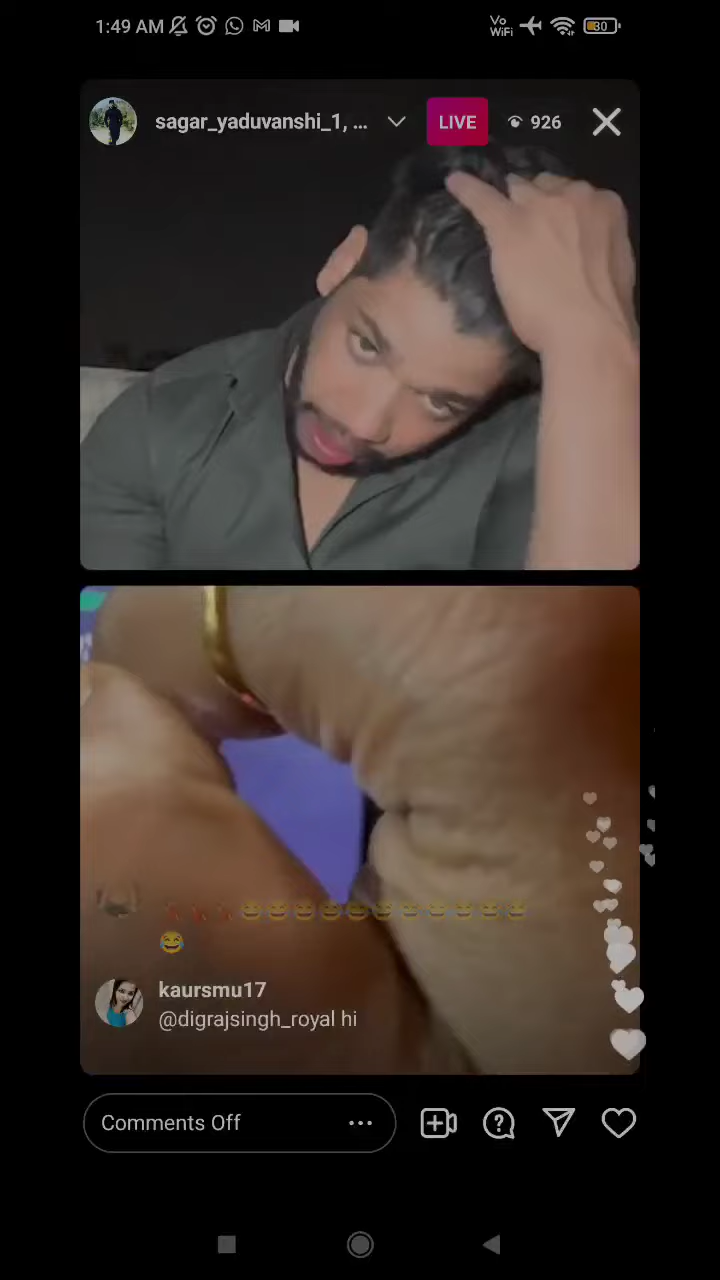 1:49 AM Vo WiFi 30
sagar_yaduvanshi_1, ... LIVE 926
😂
kaursmu17
@digrajsingh_royal hi
Comments Off